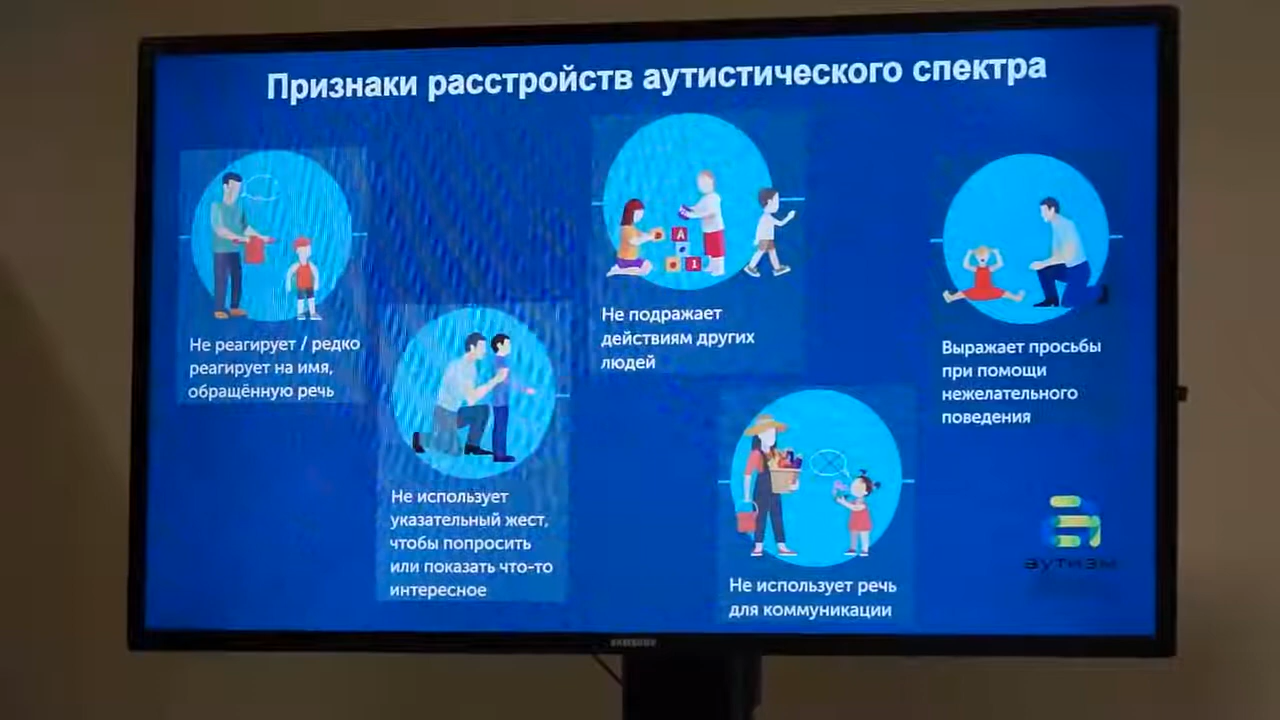 Признаки расстройств аутистического спектра
Не реагирует / редко
реагирует на имя,
обращённую речь
Не использует
указательный жест,
чтобы попросить
или показать что-то
интересное
A
1
Не подражает
действиям других
людей
Не использует речь
для коммуникации
Выражает просьбы
при помощи
нежелательного
поведения
аутизм
SAMSUNG